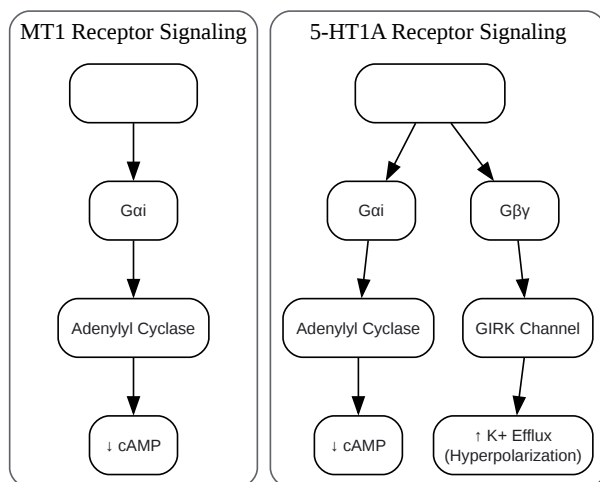 MT1 Receptor Signaling
Gαi
Adenylyl Cyclase
↓ cAMP
5-HT1A Receptor Signaling
Gαi
Gβγ
Adenylyl Cyclase
GIRK Channel
↓ cAMP
↑ K+ Efflux
(Hyperpolarization)